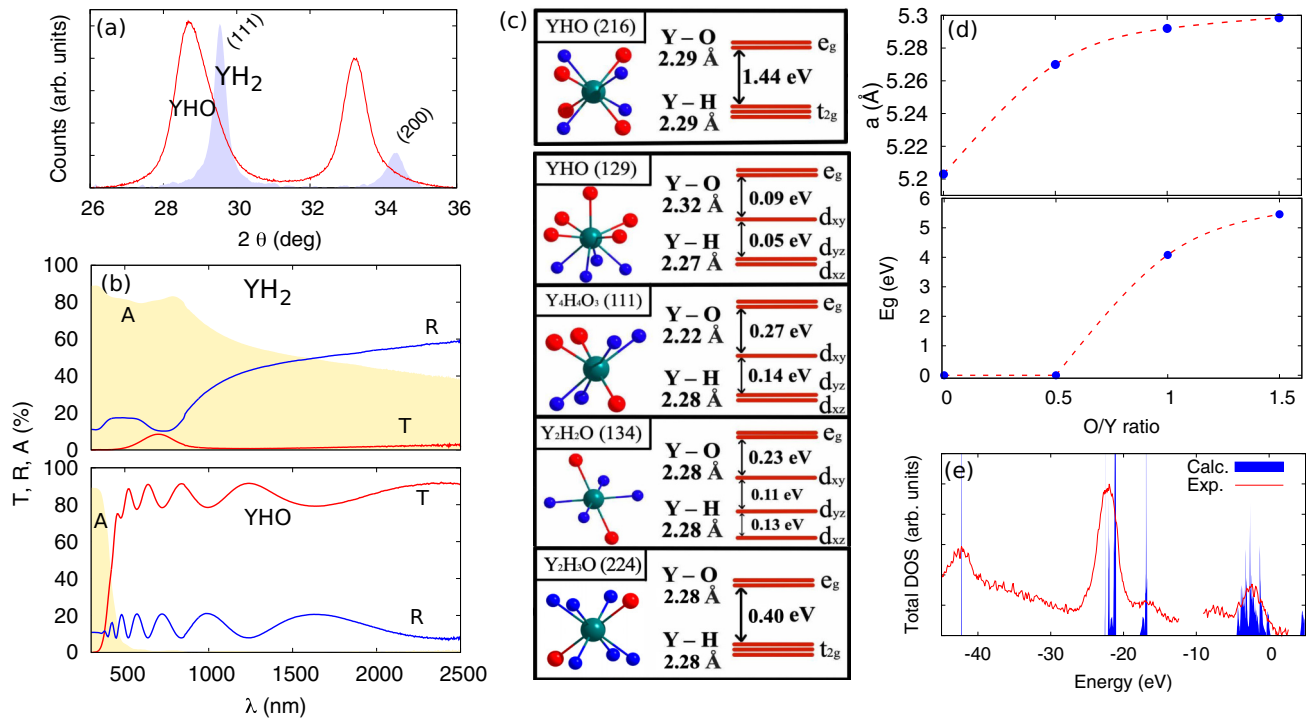 (a)
(111)
YH2
YHO
(200)
Counts (arb. units)
26 28 30 32 34 36
2 θ (deg)
100
80
60
40
20
0
(b)
YH2
A
R
T
100
80
60
40
20
0
A
YHO
T
R
T, R, A (%)
500 1000 1500 2000 2500
λ (nm)
(c)
YHO (216)
Y – O
2.29 Å
Y – H
2.29 Å
eg
1.44 eV
t2g
YHO (129)
Y – O
2.32 Å
Y – H
2.27 Å
eg
0.09 eV
dxy
0.05 eV
dyz
dxz
Y4H4O3 (111)
Y – O
2.22 Å
Y – H
2.28 Å
eg
0.27 eV
dxy
0.14 eV
dyz
dxz
Y2H2O (134)
Y – O
2.28 Å
Y – H
2.28 Å
eg
0.23 eV
dxy
0.11 eV
dyz
0.13 eV
dxz
Y2H3O (224)
Y – O
2.28 Å
Y – H
2.28 Å
eg
0.40 eV
t2g
(d)
5.3
5.28
5.26
5.24
5.22
5.2
a (Å)
6
5
4
3
2
1
0
Eg (eV)
0 0.5 1 1.5
O/Y ratio
(e)
Calc.
Exp.
Total DOS (arb. units)
-40 -30 -20 -10 0
Energy (eV)